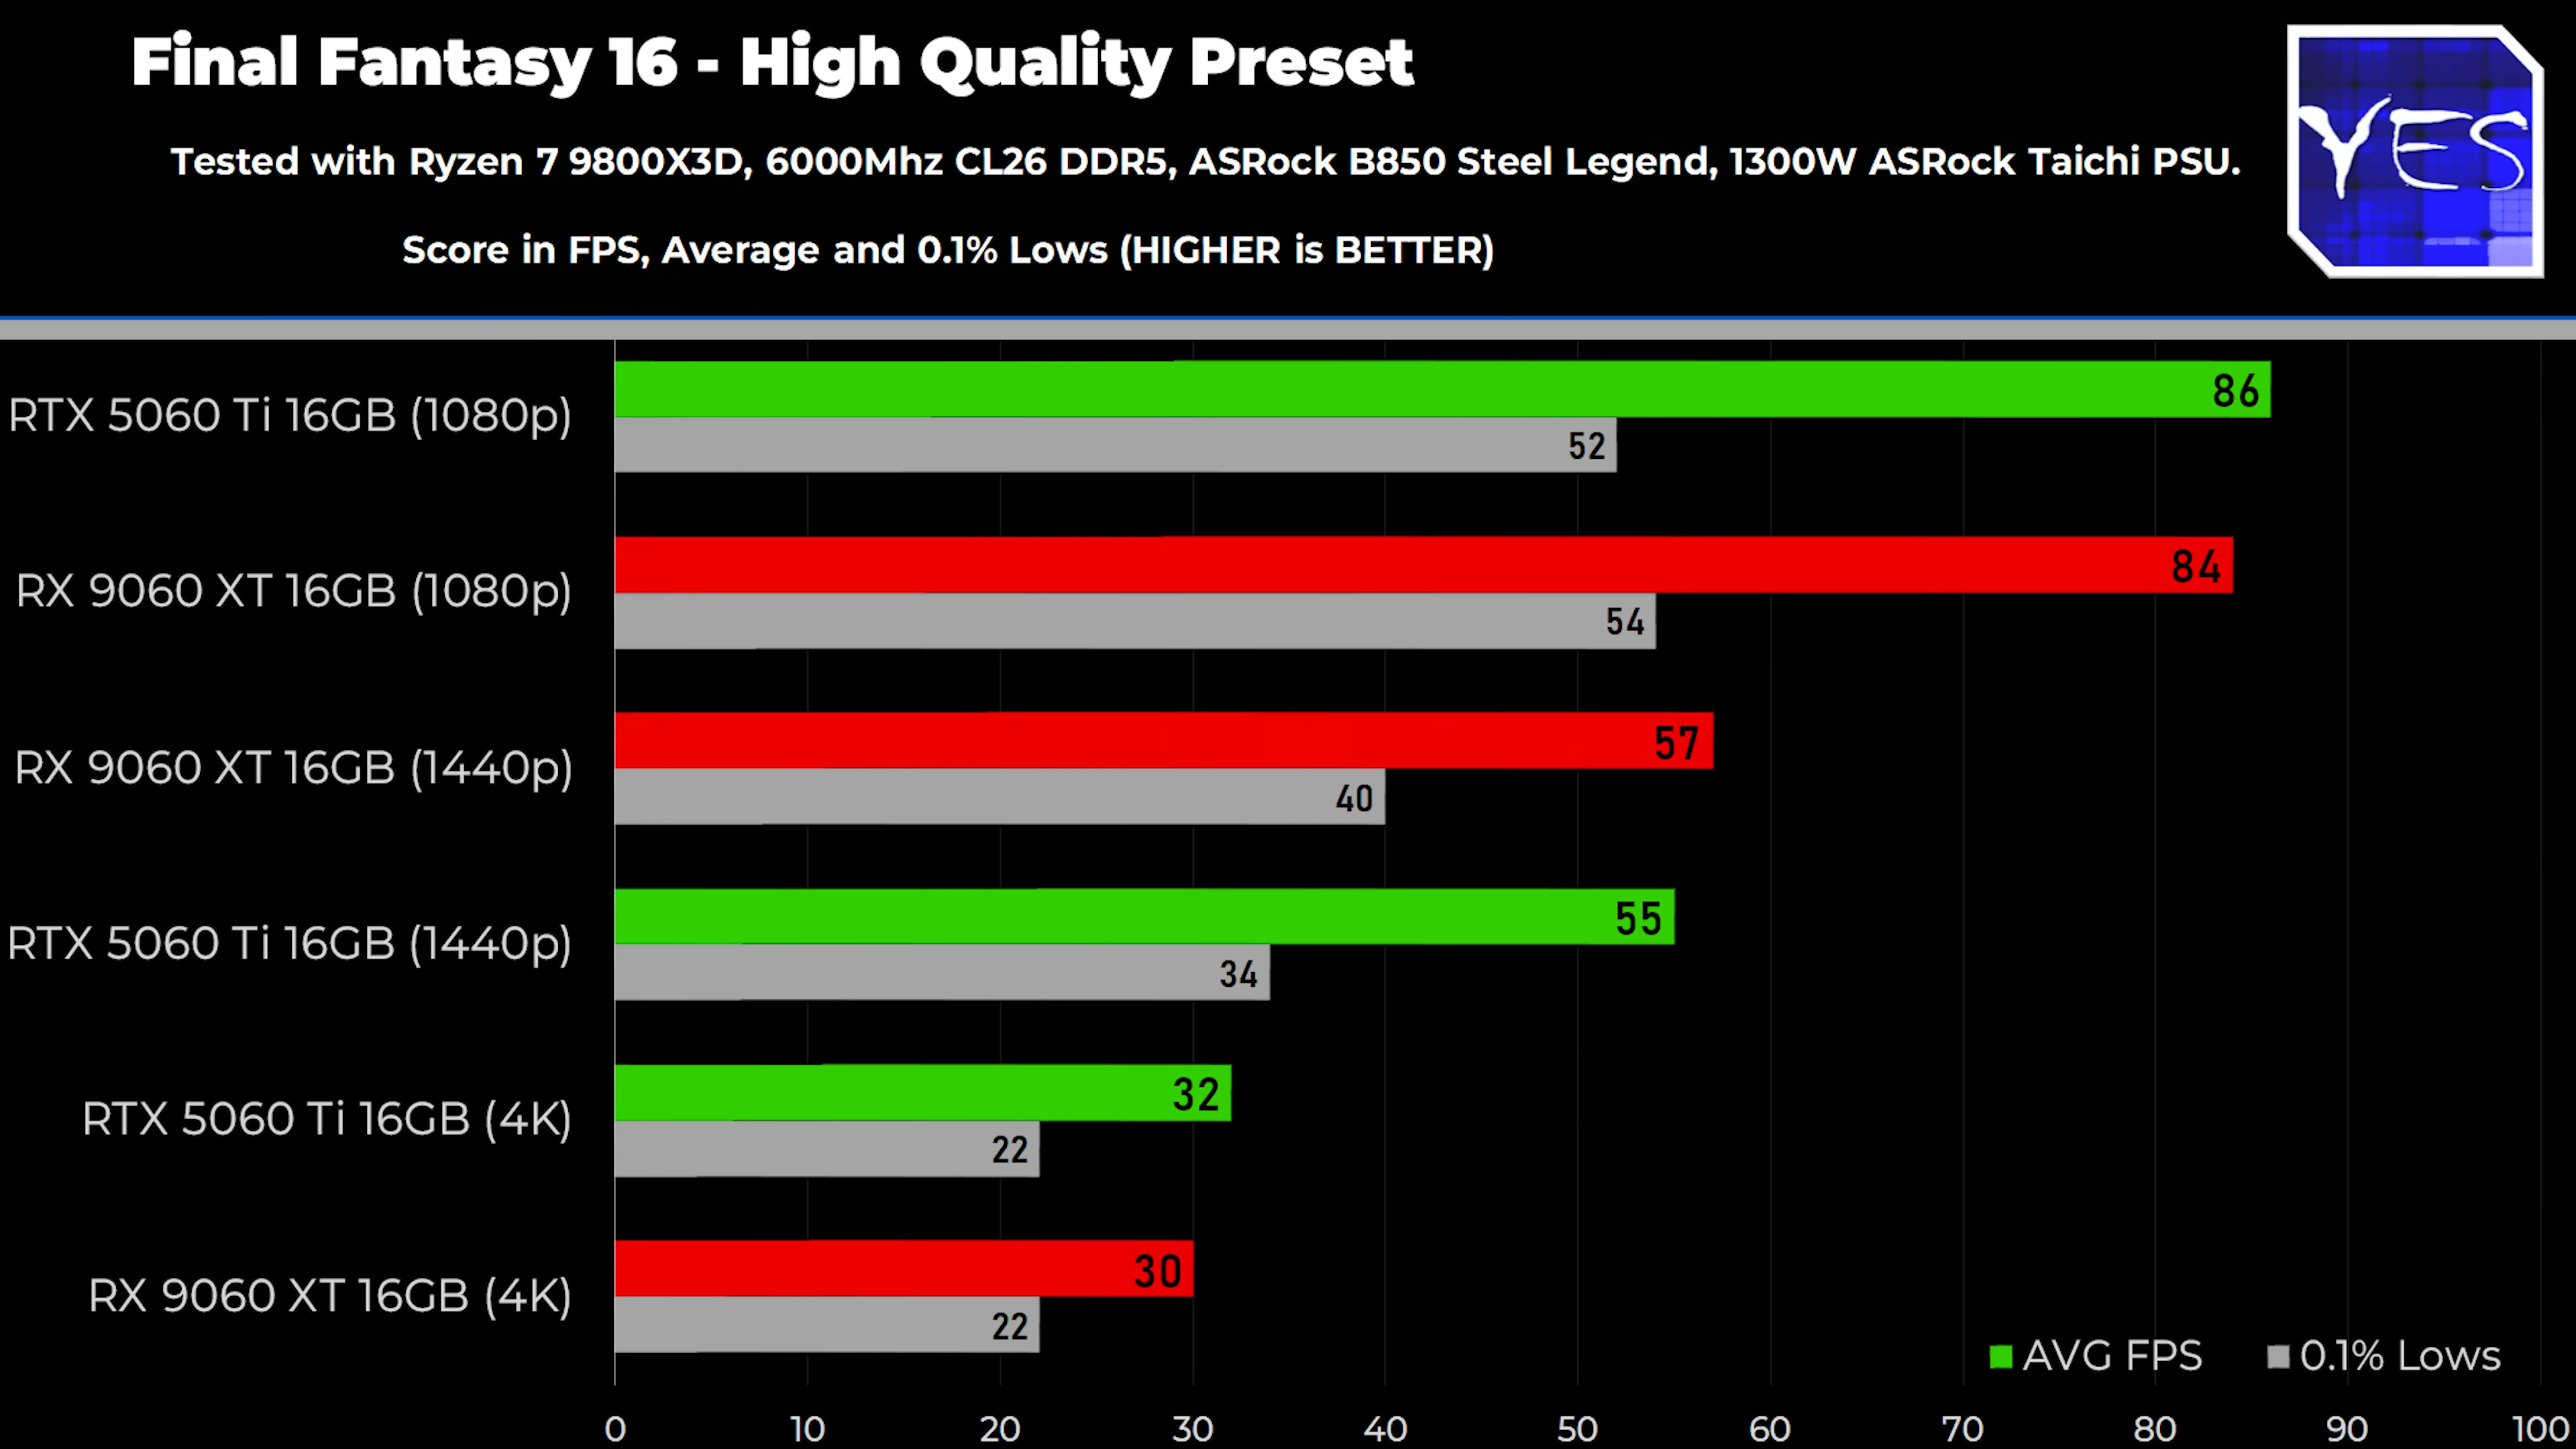 Final Fantasy 16 - High Quality Preset
Tested with Ryzen 7 9800X3D, 6000Mhz CL26 DDR5, ASRock B850 Steel Legend, 1300W ASRock Taichi PSU.
Score in FPS, Average and 0.1% Lows (HIGHER is BETTER)
YES
RTX 5060 Ti 16GB (1080p)
86
52
RX 9060 XT 16GB (1080p)
84
54
RX 9060 XT 16GB (1440p)
57
40
RTX 5060 Ti 16GB (1440p)
55
34
RTX 5060 Ti 16GB (4K)
32
22
RX 9060 XT 16GB (4K)
30
22
AVG FPS 0.1% Lows
0 10 20 30 40 50 60 70 80 90 100